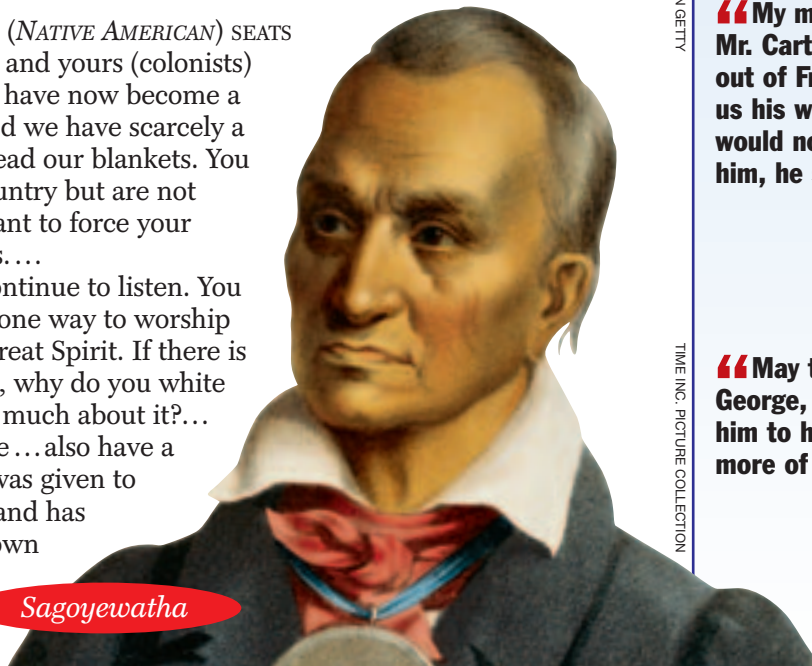 (NATIVE AMERICAN) SEATS
and yours (colonists)
have now become a
d we have scarcely a
ead our blankets. You
untry but are not
ant to force your
s....
ontinue to listen. You
one way to worship
reat Spirit. If there is
, why do you white
much about it?...
e...also have a
was given to
and has
own
Sagoyewatha
N GETTY
TIME INC. PICTURE COLLECTION
“My m
Mr. Cart
out of Fr
us his w
would no
him, he
“May t
George,
him to h
more of